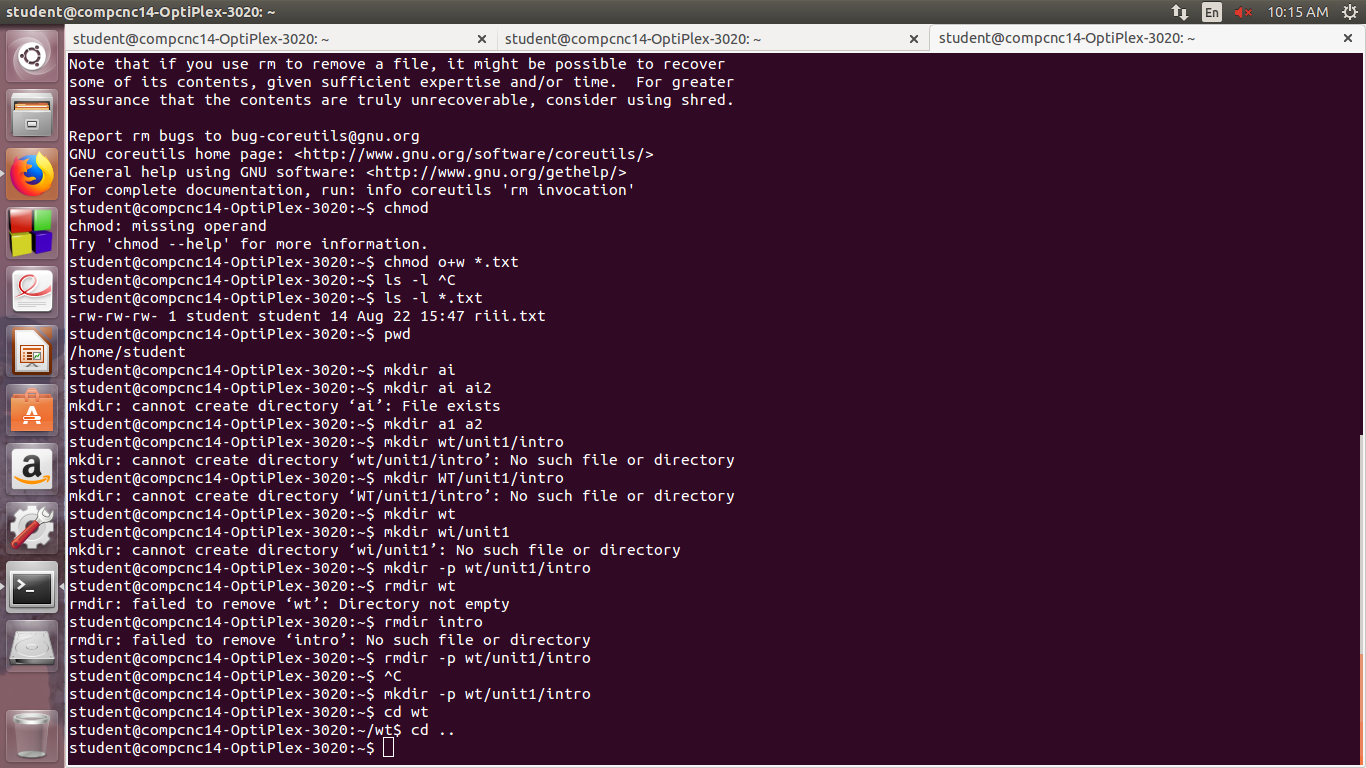 student@compcnc14-OptiPlex-3020: ~
En
10:15 AM
student@compcnc14-OptiPlex-3020: ~ × student@compcnc14-OptiPlex-3020: ~ × student@compcnc14-OptiPlex-3020: ~ ×
Note that if you use rm to remove a file, it might be possible to recover
some of its contents, given sufficient expertise and/or time.  For greater
assurance that the contents are truly unrecoverable, consider using shred.

Report rm bugs to bug-coreutils@gnu.org
GNU coreutils home page: <http://www.gnu.org/software/coreutils/>
General help using GNU software: <http://www.gnu.org/gethelp/>
For complete documentation, run: info coreutils 'rm invocation'
student@compcnc14-OptiPlex-3020:~$ chmod
chmod: missing operand
Try 'chmod --help' for more information.
student@compcnc14-OptiPlex-3020:~$ chmod o+w *.txt
student@compcnc14-OptiPlex-3020:~$ ls -l ^C
student@compcnc14-OptiPlex-3020:~$ ls -l *.txt
-rw-rw-rw- 1 student student 14 Aug 22 15:47 riii.txt
student@compcnc14-OptiPlex-3020:~$ pwd
/home/student
student@compcnc14-OptiPlex-3020:~$ mkdir ai
student@compcnc14-OptiPlex-3020:~$ mkdir ai ai2
mkdir: cannot create directory ‘ai’: File exists
student@compcnc14-OptiPlex-3020:~$ mkdir a1 a2
student@compcnc14-OptiPlex-3020:~$ mkdir wt/unit1/intro
mkdir: cannot create directory ‘wt/unit1/intro’: No such file or directory
student@compcnc14-OptiPlex-3020:~$ mkdir WT/unit1/intro
mkdir: cannot create directory ‘WT/unit1/intro’: No such file or directory
student@compcnc14-OptiPlex-3020:~$ mkdir wt
student@compcnc14-OptiPlex-3020:~$ mkdir wi/unit1
mkdir: cannot create directory ‘wi/unit1’: No such file or directory
student@compcnc14-OptiPlex-3020:~$ mkdir -p wt/unit1/intro
student@compcnc14-OptiPlex-3020:~$ rmdir wt
rmdir: failed to remove ‘wt’: Directory not empty
student@compcnc14-OptiPlex-3020:~$ rmdir intro
rmdir: failed to remove ‘intro’: No such file or directory
student@compcnc14-OptiPlex-3020:~$ rmdir -p wt/unit1/intro
student@compcnc14-OptiPlex-3020:~$ ^C
student@compcnc14-OptiPlex-3020:~$ mkdir -p wt/unit1/intro
student@compcnc14-OptiPlex-3020:~$ cd wt
student@compcnc14-OptiPlex-3020:~/wt$ cd ..
student@compcnc14-OptiPlex-3020:~$